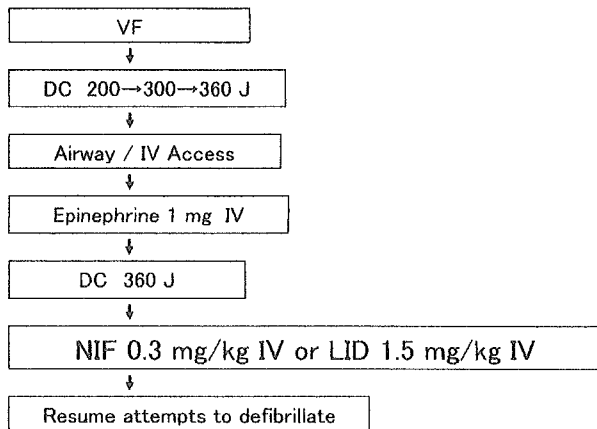 VF
DC 200→300→360 J
Airway / IV Access
Epinephrine 1 mg IV
DC 360 J
NIF 0.3 mg/kg IV or LID 1.5 mg/kg IV
Resume attempts to defibrillate